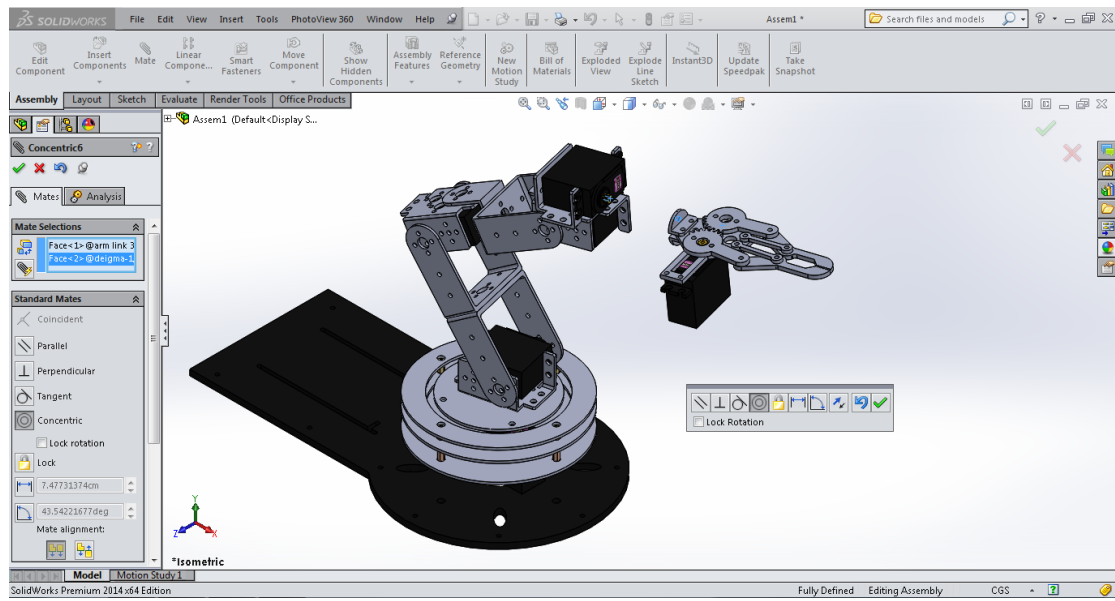 SOLIDWORKS File Edit View Insert Tools PhotoView 360 Window Help Assem1 * Search files and models
Edit Component
Insert Components
Mate
Linear Compone...
Smart Fasteners
Move Component
Show Hidden Components
Assembly Features
Reference Geometry
New Motion Study
Bill of Materials
Exploded View
Explode Line Sketch
Instant3D
Update Speedpak
Take Snapshot
Assembly Layout Sketch Evaluate Render Tools Office Products
Assem1 (Default<Display S...
Concentric6
Mates Analysis
Mate Selections
Face<1>@arm link 3
Face<2>@deigma-1
Standard Mates
Coincident
Parallel
Perpendicular
Tangent
Concentric
Lock rotation
Lock
7.47731374cm
43.54221677deg
Mate alignment:
Lock Rotation
Y
Z X
*Isometric
Model Motion Study 1
SolidWorks Premium 2014 x64 Edition Fully Defined Editing Assembly CGS